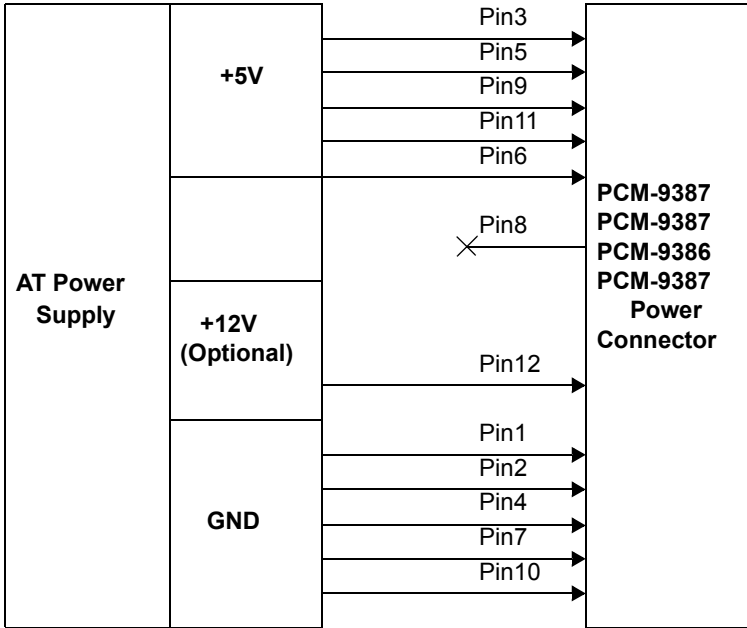 AT Power
Supply
+5V
+12V
(Optional)
GND
Pin3
Pin5
Pin9
Pin11
Pin6
Pin8
Pin12
Pin1
Pin2
Pin4
Pin7
Pin10
PCM-9387
PCM-9387
PCM-9386
PCM-9387
Power
Connector